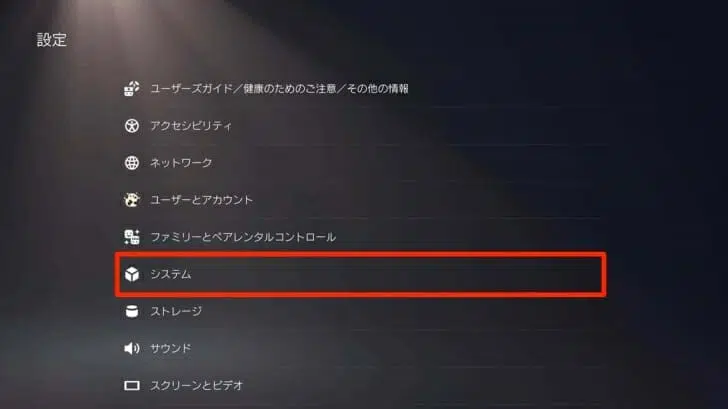 設定
ユーザーズガイド／健康のためのご注意／その他の情報
アクセシビリティ
ネットワーク
ユーザーとアカウント
ファミリーとペアレンタルコントロール
システム
ストレージ
サウンド
スクリーンとビデオ